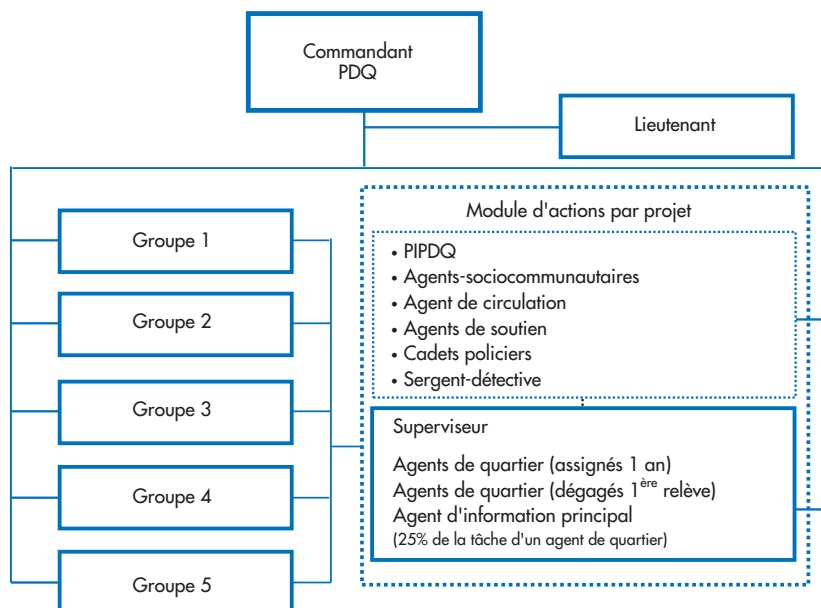 Commandant
PDQ
Lieutenant
Groupe 1
Groupe 2
Groupe 3
Groupe 4
Groupe 5
Module d'actions par projet
• PIPDQ
• Agents-sociocommunautaires
• Agent de circulation
• Agents de soutien
• Cadets policiers
• Sergent-détective
Superviseur
Agents de quartier (assignés 1 an)
Agents de quartier (dégagés 1ère relève)
Agent d'information principal
(25% de la tâche d'un agent de quartier)